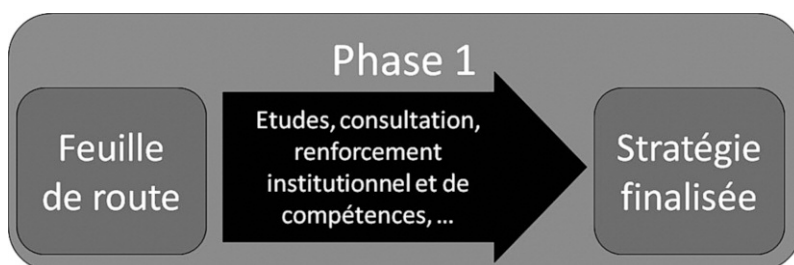 Phase 1
Feuille
de route
Etudes, consultation,
renforcement
institutionnel et de
compétences, ...
Stratégie
finalisée